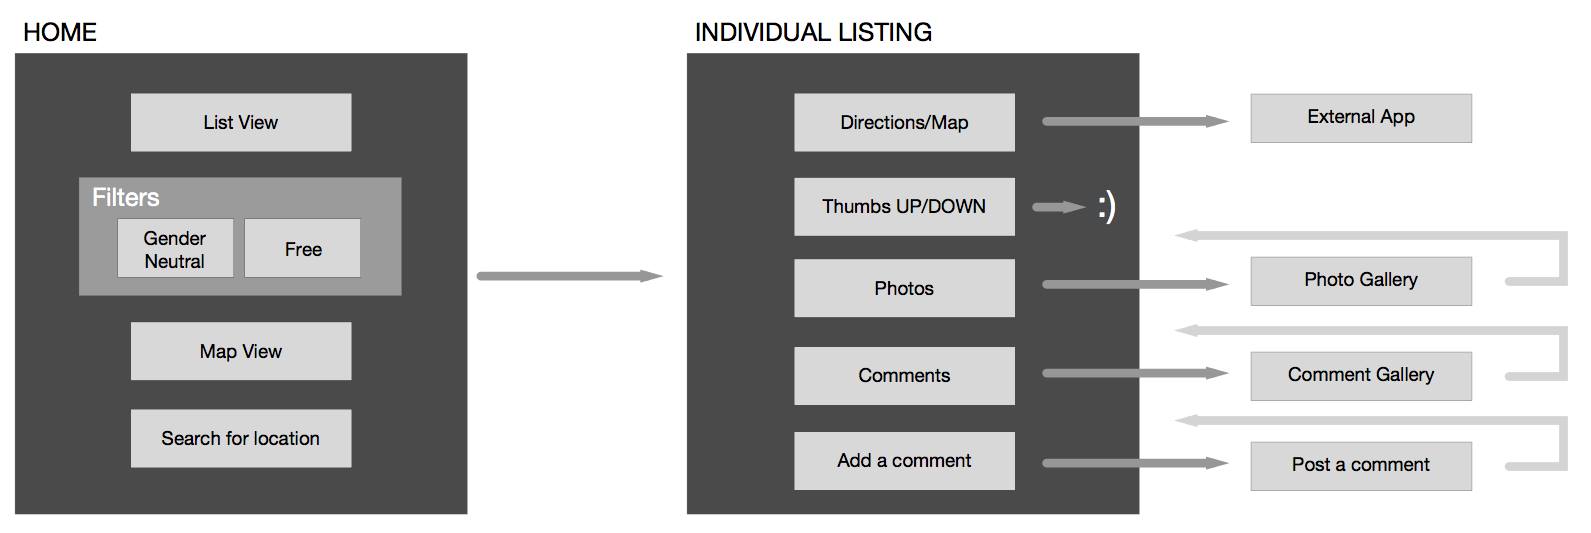 HOME
List View
Filters
Gender
Neutral
Free
Map View
Search for location
INDIVIDUAL LISTING
Directions/Map
External App
Thumbs UP/DOWN
:)
Photos
Photo Gallery
Comments
Comment Gallery
Add a comment
Post a comment